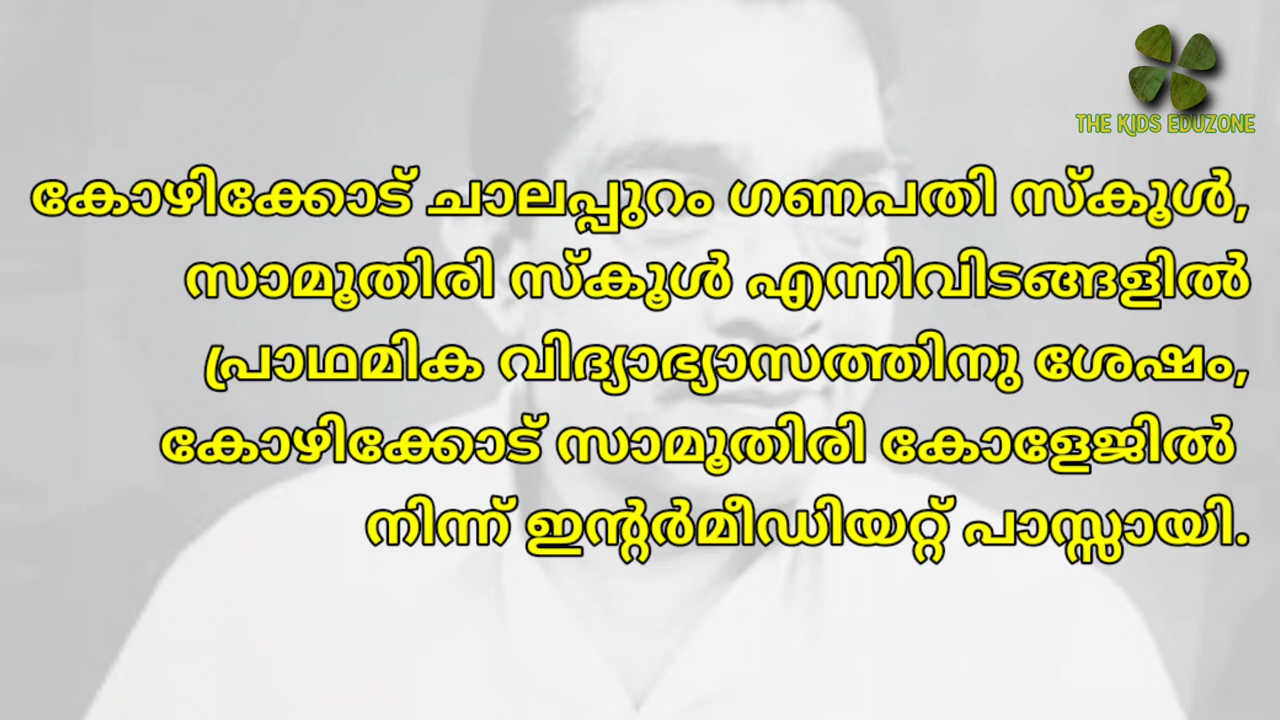 THE KIDS EDUZONE
കോഴിക്കോട് ചാലപ്പുറം ഗണപതി സ്കൂൾ,
സാമൂതിരി സ്കൂൾ എന്നിവിടങ്ങളിൽ
പ്രാഥമിക വിദ്യാഭ്യാസത്തിനു ശേഷം,
കോഴിക്കോട് സാമൂതിരി കോളേജിൽ
നിന്ന് ഇന്റർമീഡിയറ്റ് പാസ്സായി.